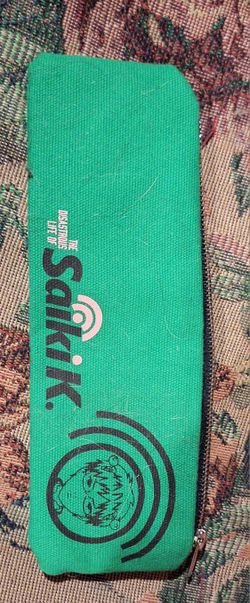 THE
DISASTROUS
LIFE OF
Saiki K.